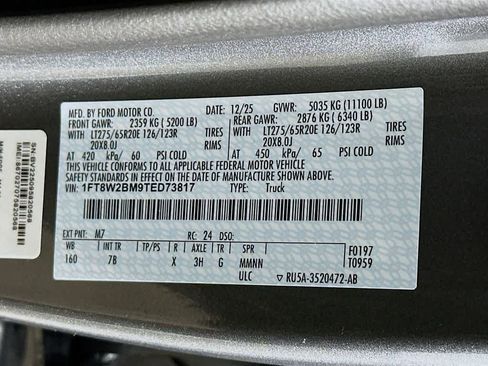 MFD. BY FORD MOTOR CO. 12/25 GVWR: 5035 KG (11100 LB)
FRONT GAWR: 2359 KG (5200 LB) REAR GAWR: 2876 KG (6340 LB)
WITH LT275/65R20E 126/123R TIRES WITH LT275/65R20E 126/123R TIRES
20X8.0J RIMS 20X8.0J RIMS
AT 420 kPa/ 60 PSI COLD AT 450 kPa/ 65 PSI COLD
THIS VEHICLE CONFORMS TO ALL APPLICABLE FEDERAL MOTOR VEHICLE
SAFETY STANDARDS IN EFFECT ON THE DATE OF MANUFACTURE SHOWN ABOVE.
VIN: 1FT8W2BM9TED73817 TYPE: Truck
EXT PNT: M7 RC: 24 DSO: F0197
WB INT TR TP/PS R AXLE TR SPR T0959
160 7B X 3H G MMNN
ULC ▼ RU5A-3520472-AB